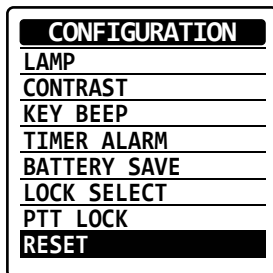 CONFIGURATION
LAMP
CONTRAST
KEY BEEP
TIMER ALARM
BATTERY SAVE
LOCK SELECT
PTT LOCK
RESET